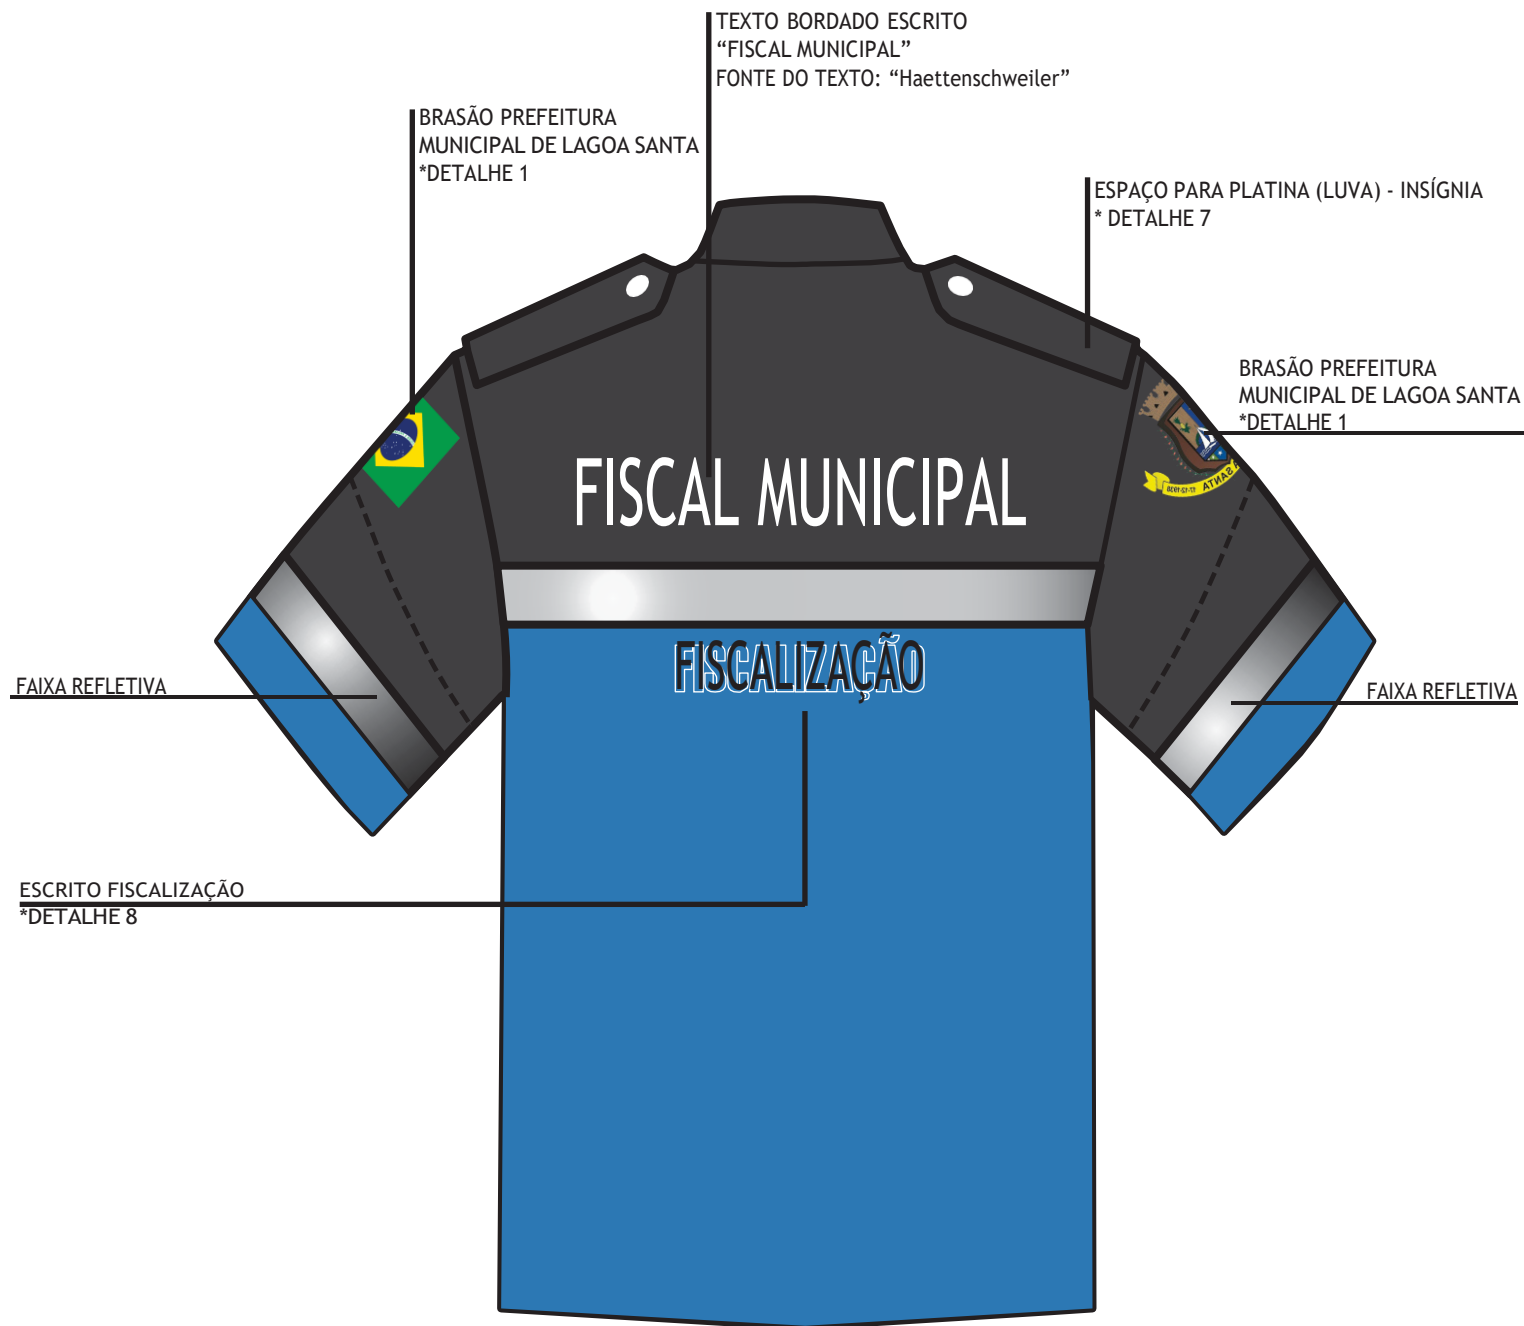 TEXTO BORDADO ESCRITO
“FISCAL MUNICIPAL”
FONTE DO TEXTO: “Haettenschweiler”
BRASÃO PREFEITURA
MUNICIPAL DE LAGOA SANTA
*DETALHE 1
ESPAÇO PARA PLATINA (LUVA) - INSÍGNIA
* DETALHE 7
BRASÃO PREFEITURA
MUNICIPAL DE LAGOA SANTA
*DETALHE 1
FISCAL MUNICIPAL
FISCALIZAÇÃO
FAIXA REFLETIVA
FAIXA REFLETIVA
ESCRITO FISCALIZAÇÃO
*DETALHE 8